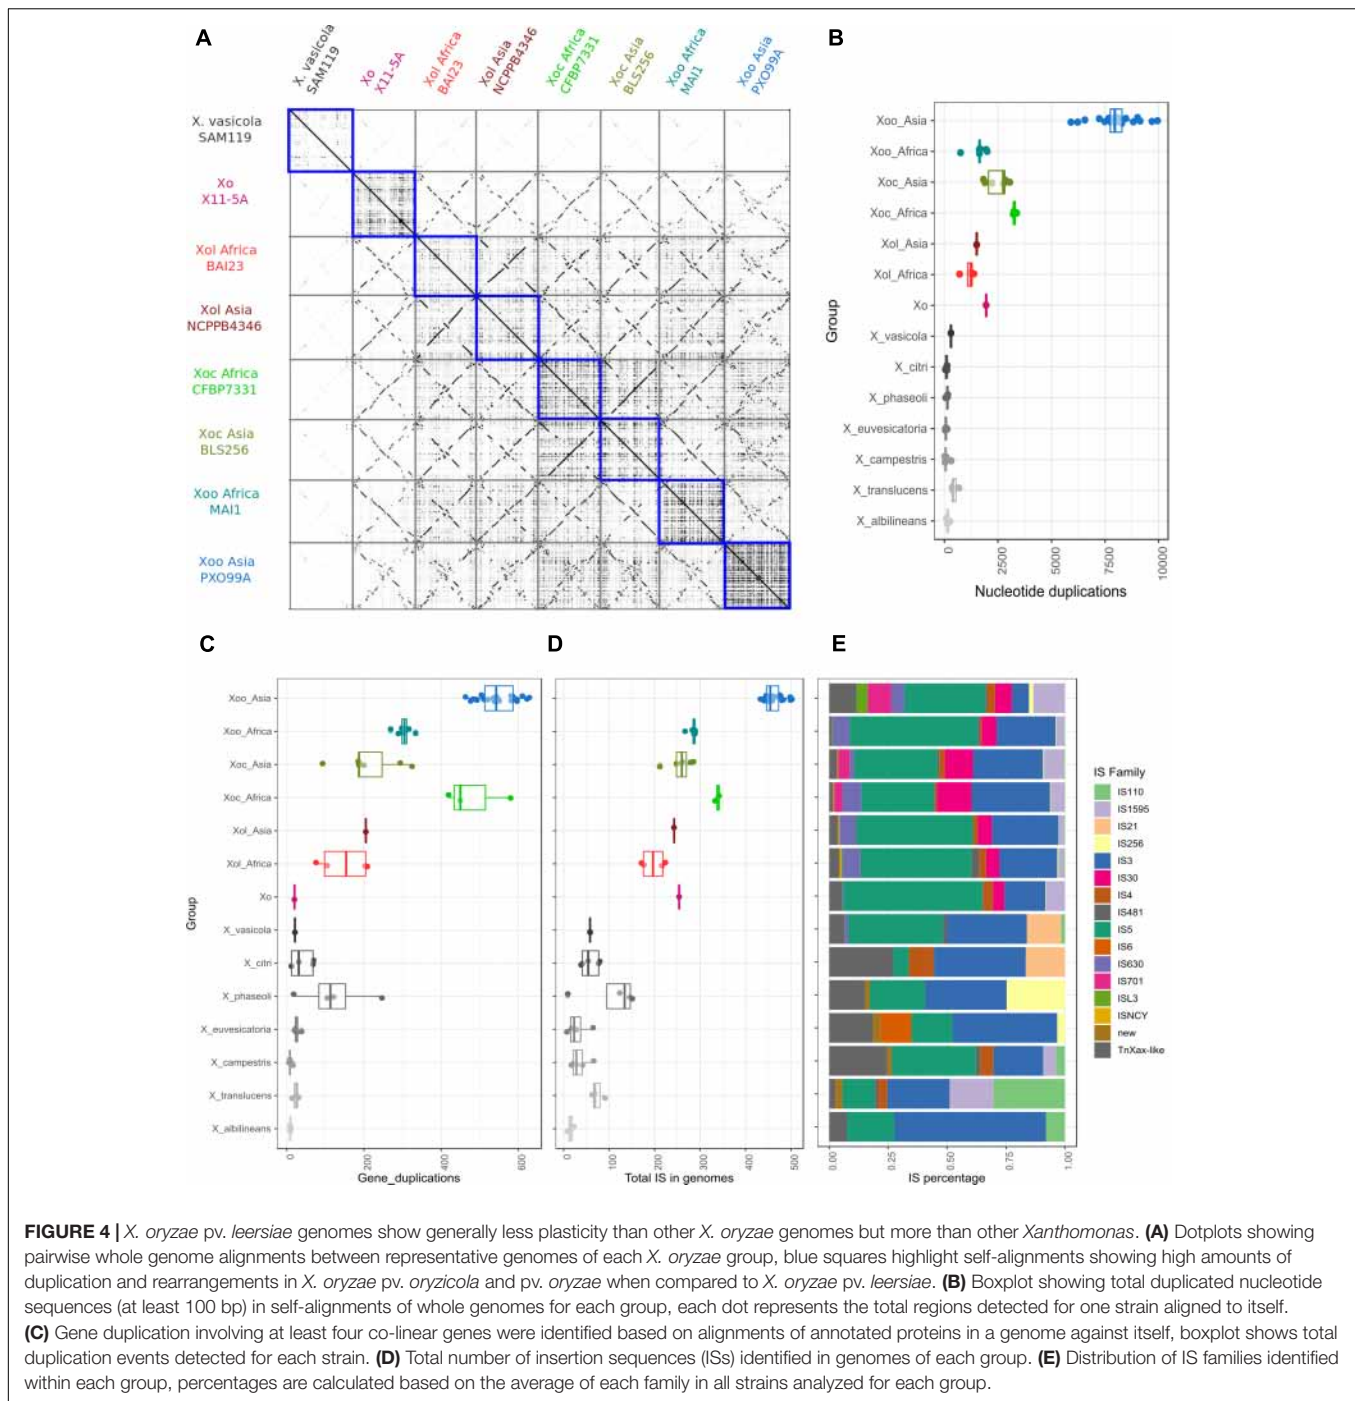 A
B
X. vasicola
SAM119
Xo
X11-5A
Xol Africa
BAI23
Xol Asia
NCPPB4346
Xoc Africa
CFBP7331
Xoc Asia
BLS256
Xoo Africa
MAI1
Xoo Asia
PXO99A
X. vasicola
SAM119
Xo
X11-5A
Xol Africa
BAI23
Xol Asia
NCPPB4346
Xoc Africa
CFBP7331
Xoc Asia
BLS256
Xoo Africa
MAI1
Xoo Asia
PXO99A
Group
Xoo_Asia
Xoo_Africa
Xoc_Asia
Xoc_Africa
Xol_Asia
Xol_Africa
Xo
X_vasicola
X_citri
X_phaseoli
X_euvesicatoria
X_campestris
X_translucens
X_albilineans
0
2500
5000
7500
10000
Nucleotide duplications
C
D
E
Group
Xoo_Asia
Xoo_Africa
Xoc_Asia
Xoc_Africa
Xol_Asia
Xol_Africa
Xo
X_vasicola
X_citri
X_phaseoli
X_euvesicatoria
X_campestris
X_translucens
X_albilineans
0
200
400
600
Gene_duplications
0
100
200
300
400
500
Total IS in genomes
0.00
0.25
0.50
0.75
1.00
IS percentage
IS Family
IS110
IS1595
IS21
IS256
IS3
IS30
IS4
IS481
IS5
IS6
IS630
IS701
ISL3
ISNCY
new
TnXax-like
FIGURE 4 | X. oryzae pv. leersiae genomes show generally less plasticity than other X. oryzae genomes but more than other Xanthomonas. (A) Dotplots showing
pairwise whole genome alignments between representative genomes of each X. oryzae group, blue squares highlight self-alignments showing high amounts of
duplication and rearrangements in X. oryzae pv. oryzicola and pv. oryzae when compared to X. oryzae pv. leersiae. (B) Boxplot showing total duplicated nucleotide
sequences (at least 100 bp) in self-alignments of whole genomes for each group, each dot represents the total regions detected for one strain aligned to itself.
(C) Gene duplication involving at least four co-linear genes were identified based on alignments of annotated proteins in a genome against itself, boxplot shows total
duplication events detected for each strain. (D) Total number of insertion sequences (ISs) identified in genomes of each group. (E) Distribution of IS families identified
within each group, percentages are calculated based on the average of each family in all strains analyzed for each group.